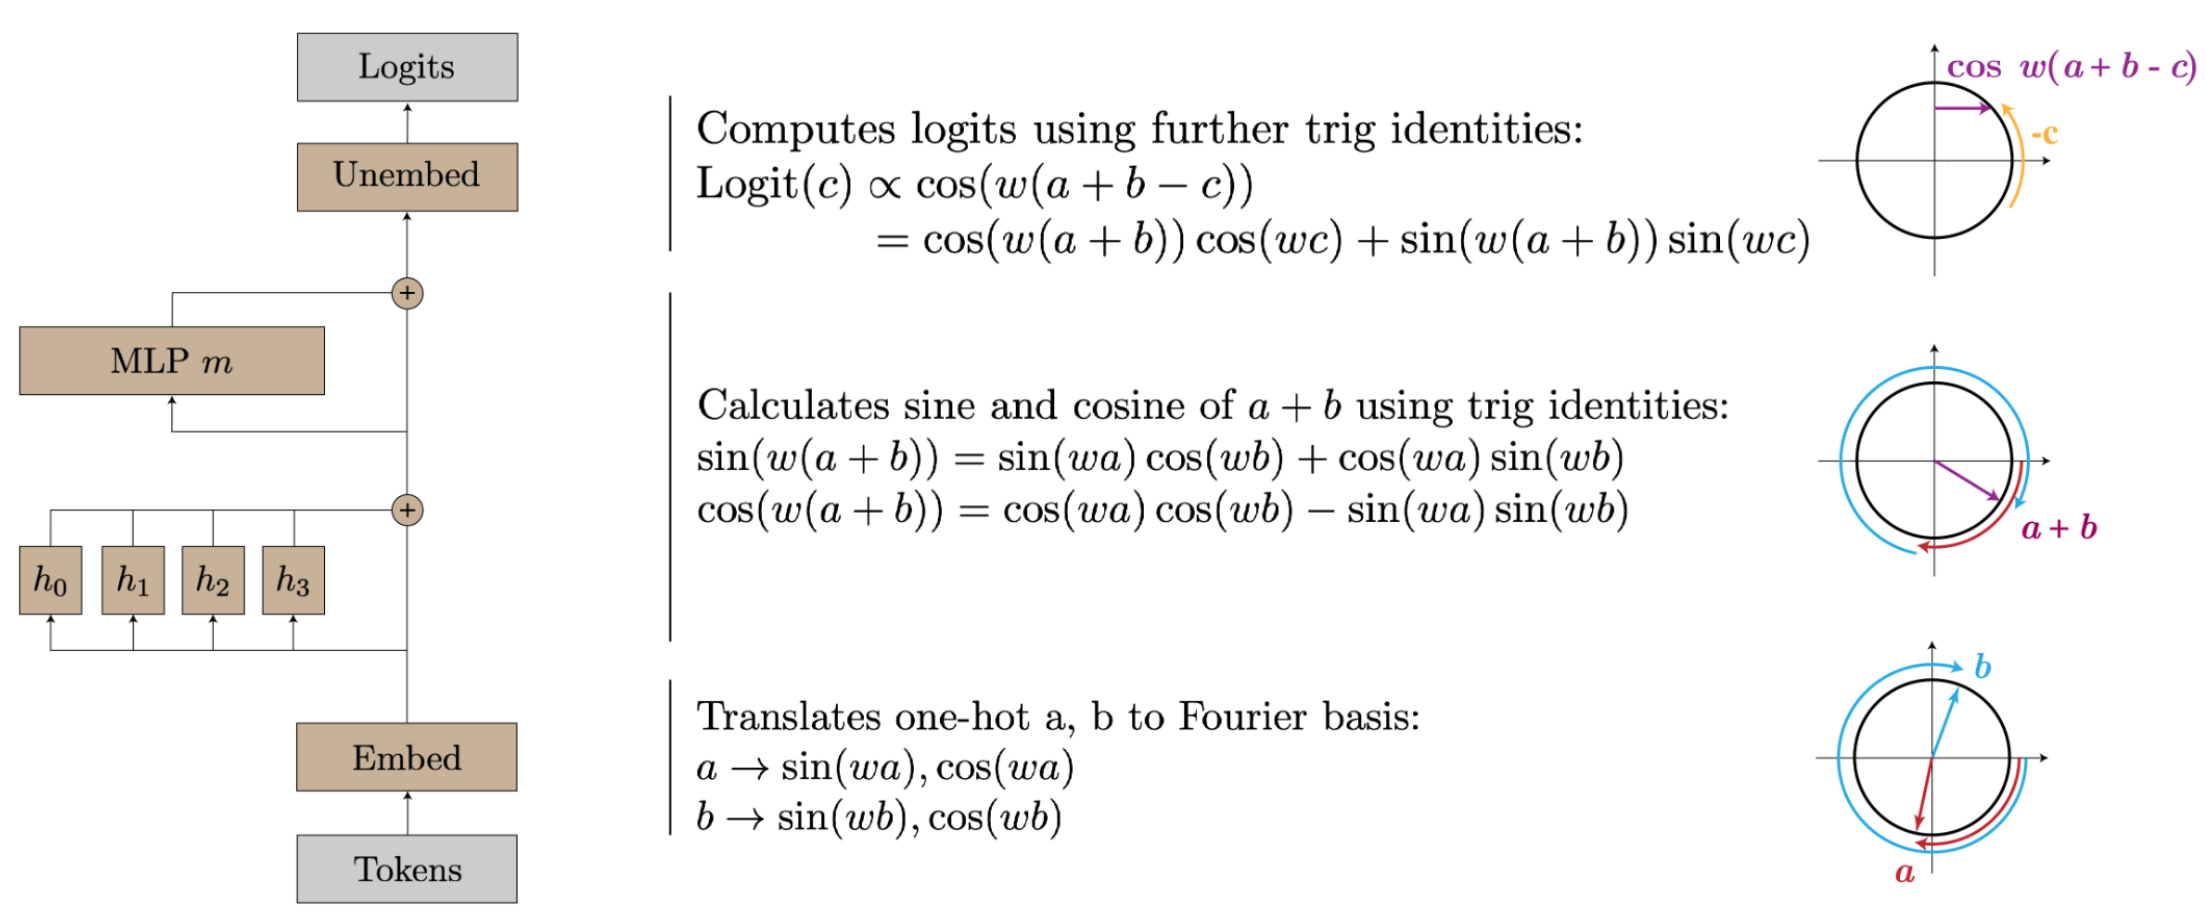 Logits
Unembed
MLP m
h₀ h₁ h₂ h₃
Embed
Tokens
Computes logits using further trig identities:
Logit(c) ∝ cos(w(a + b − c))
= cos(w(a + b)) cos(wc) + sin(w(a + b)) sin(wc)
Calculates sine and cosine of a + b using trig identities:
sin(w(a + b)) = sin(wa) cos(wb) + cos(wa) sin(wb)
cos(w(a + b)) = cos(wa) cos(wb) − sin(wa) sin(wb)
Translates one-hot a, b to Fourier basis:
a → sin(wa), cos(wa)
b → sin(wb), cos(wb)
cos w(a + b - c)
-c
a + b
b
a